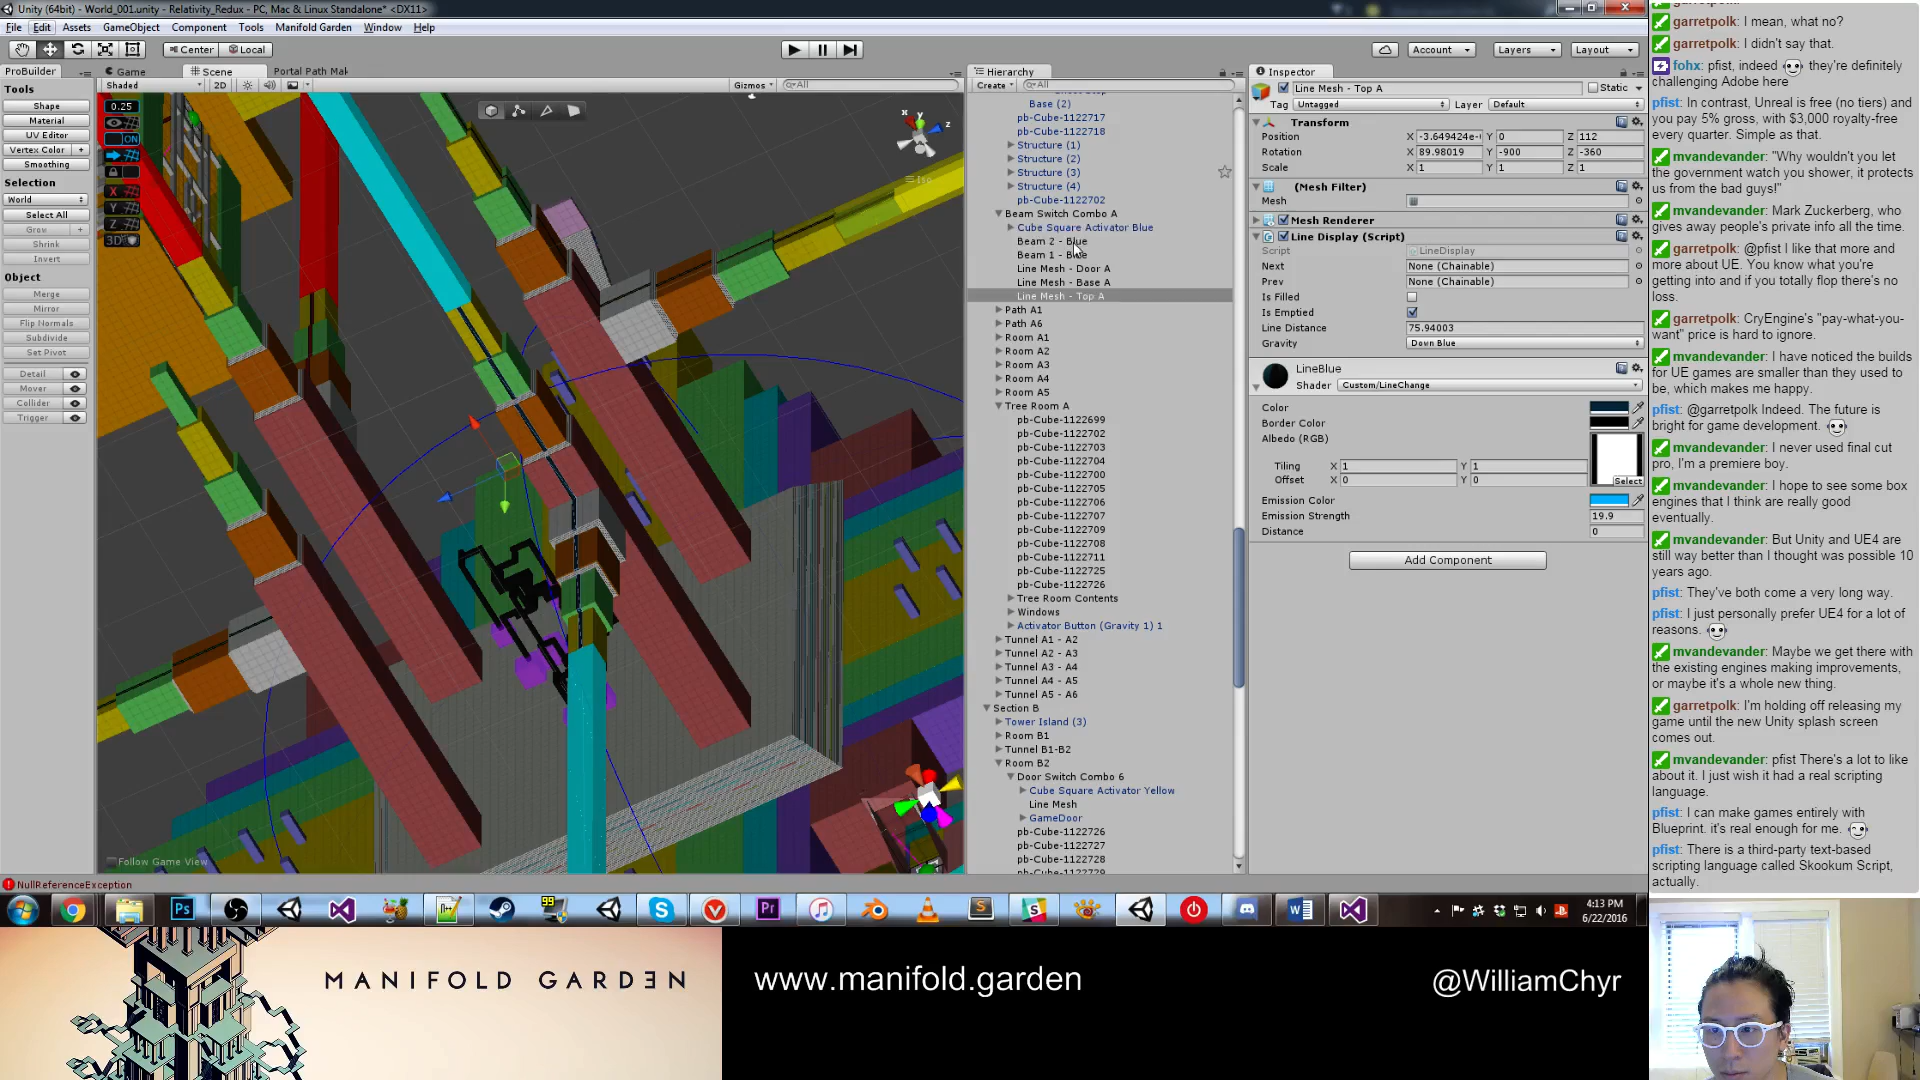 Unity (64bit) - World_001.unity - Relativity_Redux - PC, Mac & Linux Standalone* <DX11>
File Edit Assets GameObject Component Tools Manifold Garden Window Help
Center Local Account Layers Layout
ProBuilder
Tools
Shape
Material
UV Editor
Vertex Color +
Smoothing
Selection
World
Select All
Grow +
Shrink
Invert
Object
Merge
Mirror
Flip Normals
Subdivide
Set Pivot
Detail
Mover
Collider
Trigger
Game Scene Portal Path Mak
Shaded 2D Gizmos All
0.25
ON
X
Y
Z
3D
x y z
Iso
Follow Game View
Hierarchy
Create All
Base (2)
pb-Cube-1122717
pb-Cube-1122718
Structure (1)
Structure (2)
Structure (3)
Structure (4)
pb-Cube-1122702
Beam Switch Combo A
Cube Square Activator Blue
Beam 2 - Blue
Beam 1 - Blue
Line Mesh - Door A
Line Mesh - Base A
Line Mesh - Top A
Path A1
Path A6
Room A1
Room A2
Room A3
Room A4
Room A5
Tree Room A
pb-Cube-1122699
pb-Cube-1122702
pb-Cube-1122703
pb-Cube-1122704
pb-Cube-1122700
pb-Cube-1122705
pb-Cube-1122706
pb-Cube-1122707
pb-Cube-1122709
pb-Cube-1122708
pb-Cube-1122711
pb-Cube-1122725
pb-Cube-1122726
Tree Room Contents
Windows
Activator Button (Gravity 1) 1
Tunnel A1 - A2
Tunnel A2 - A3
Tunnel A3 - A4
Tunnel A4 - A5
Tunnel A5 - A6
Section B
Tower Island (3)
Room B1
Tunnel B1-B2
Room B2
Door Switch Combo 6
Cube Square Activator Yellow
Line Mesh
GameDoor
pb-Cube-1122726
pb-Cube-1122727
pb-Cube-1122728
pb-Cube-1122729
Inspector
Line Mesh - Top A Static
Tag Untagged Layer Default
Transform
Position X -3.649424e- Y 0 Z 112
Rotation X 89.98019 Y -900 Z -360
Scale X 1 Y 1 Z 1
(Mesh Filter)
Mesh
Mesh Renderer
Line Display (Script)
Script LineDisplay
Next None (Chainable)
Prev None (Chainable)
Is Filled
Is Emptied
Line Distance 75.94003
Gravity Down Blue
LineBlue
Shader Custom/LineChange
Color
Border Color
Albedo (RGB)
Tiling X 1 Y 1
Offset X 0 Y 0
Select
Emission Color
Emission Strength 19.9
Distance 0
Add Component
NullReferenceException
99
4:13 PM
6/22/2016
garretpolk: I mean, what no?
garretpolk: I didn't say that.
fohx: pfist, indeed they're definitely
challenging Adobe here
pfist: In contrast, Unreal is free (no tiers) and
you pay 5% gross, with $3,000 royalty-free
every quarter. Simple as that.
mvandevander: "Why wouldn't you let
the government watch you shower, it protects
us from the bad guys!"
mvandevander: Mark Zuckerberg, who
gives away people's private info all the time.
garretpolk: @pfist I like that more and
more about UE. You know what you're
getting into and if you totally flop there's no
loss.
garretpolk: CryEngine's "pay-what-you-
want" price is hard to ignore.
mvandevander: I have noticed the builds
for UE games are smaller than they used to
be, which makes me happy.
pfist: @garretpolk Indeed. The future is
bright for game development.
mvandevander: I never used final cut
pro, I'm a premiere boy.
mvandevander: I hope to see some box
engines that I think are really good
eventually.
mvandevander: But Unity and UE4 are
still way better than I thought was possible 10
years ago.
pfist: They've both come a very long way.
pfist: I just personally prefer UE4 for a lot of
reasons.
mvandevander: Maybe we get there with
the existing engines making improvements,
or maybe it's a whole new thing.
garretpolk: I'm holding off releasing my
game until the new Unity splash screen
comes out.
mvandevander: pfist There's a lot to like
about it. I just wish it had a real scripting
language.
pfist: I can make games entirely with
Blueprint. it's real enough for me.
pfist: There is a third-party text-based
scripting language called Skookum Script,
actually.
MANIFOLD GARDEN
www.manifold.garden
@WilliamChyr